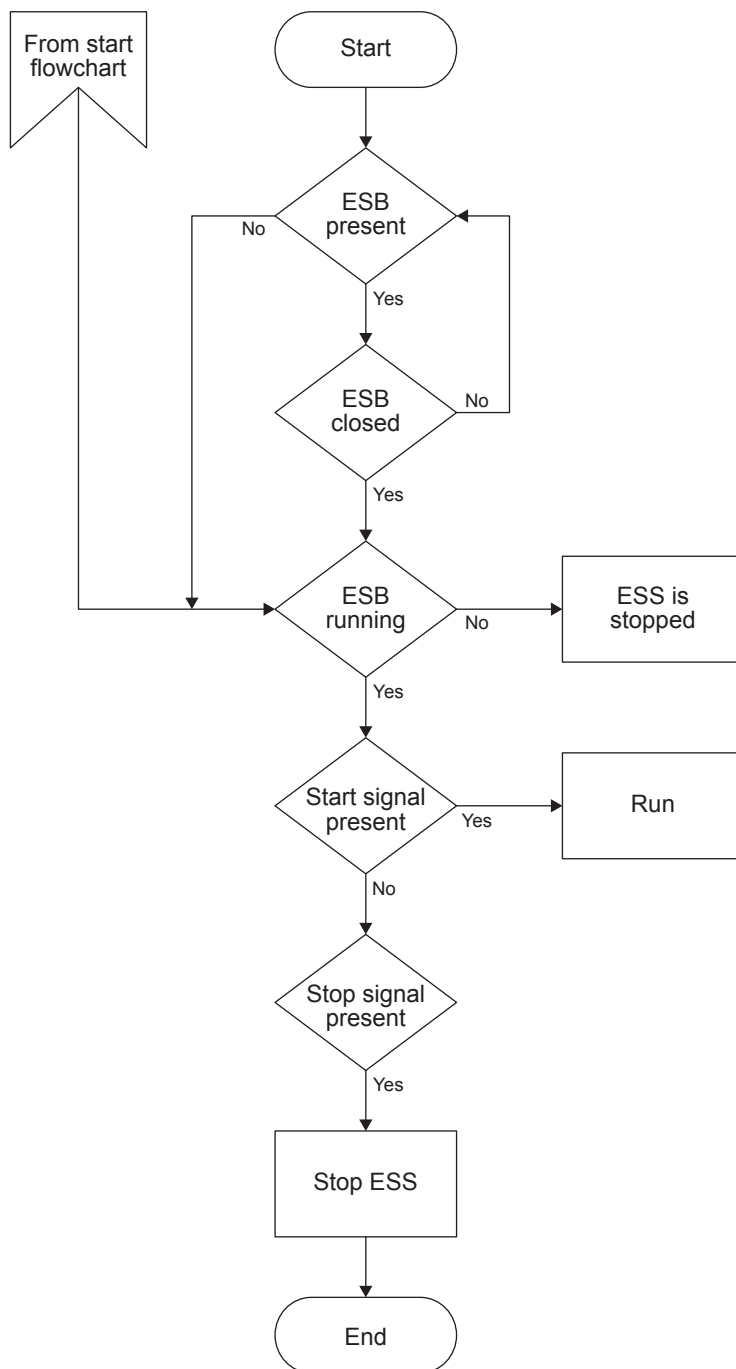 From start
flowchart
Start
ESB
present
No
Yes
ESB
closed
No
Yes
ESB
running
No
ESS is
stopped
Yes
Start signal
present
Yes
Run
No
Stop signal
present
Yes
Stop ESS
End